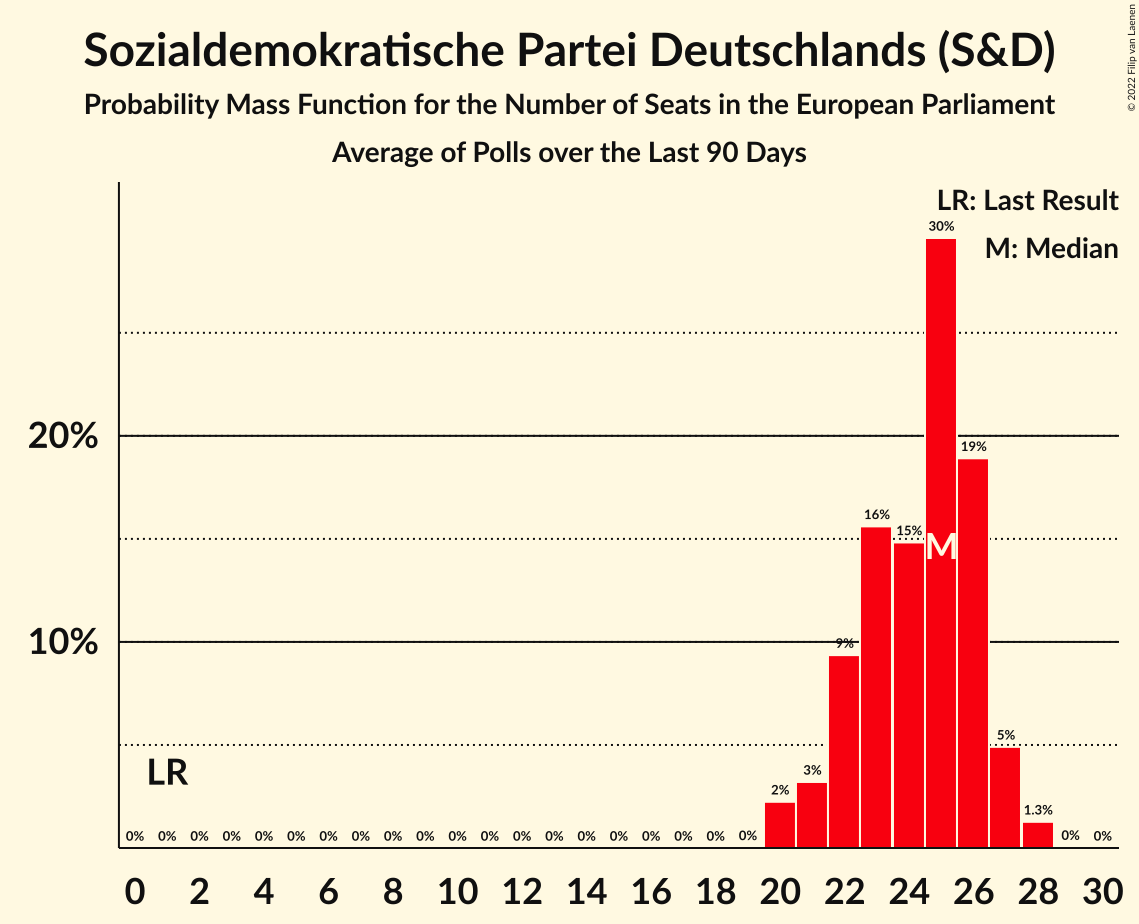 Sozialdemokratische Partei Deutschlands (S&D)
Probability Mass Function for the Number of Seats in the European Parliament
Average of Polls over the Last 90 Days
© 2022 Filip van Laenen
LR: Last Result
M: Median
30%
20%
19%
16%
15%
M
10%
9%
5%
LR
3%
2%
1.3%
0% 0% 0% 0% 0% 0% 0% 0% 0% 0% 0% 0% 0% 0% 0% 0% 0% 0% 0% 0% 0% 0%
0 2 4 6 8 10 12 14 16 18 20 22 24 26 28 30